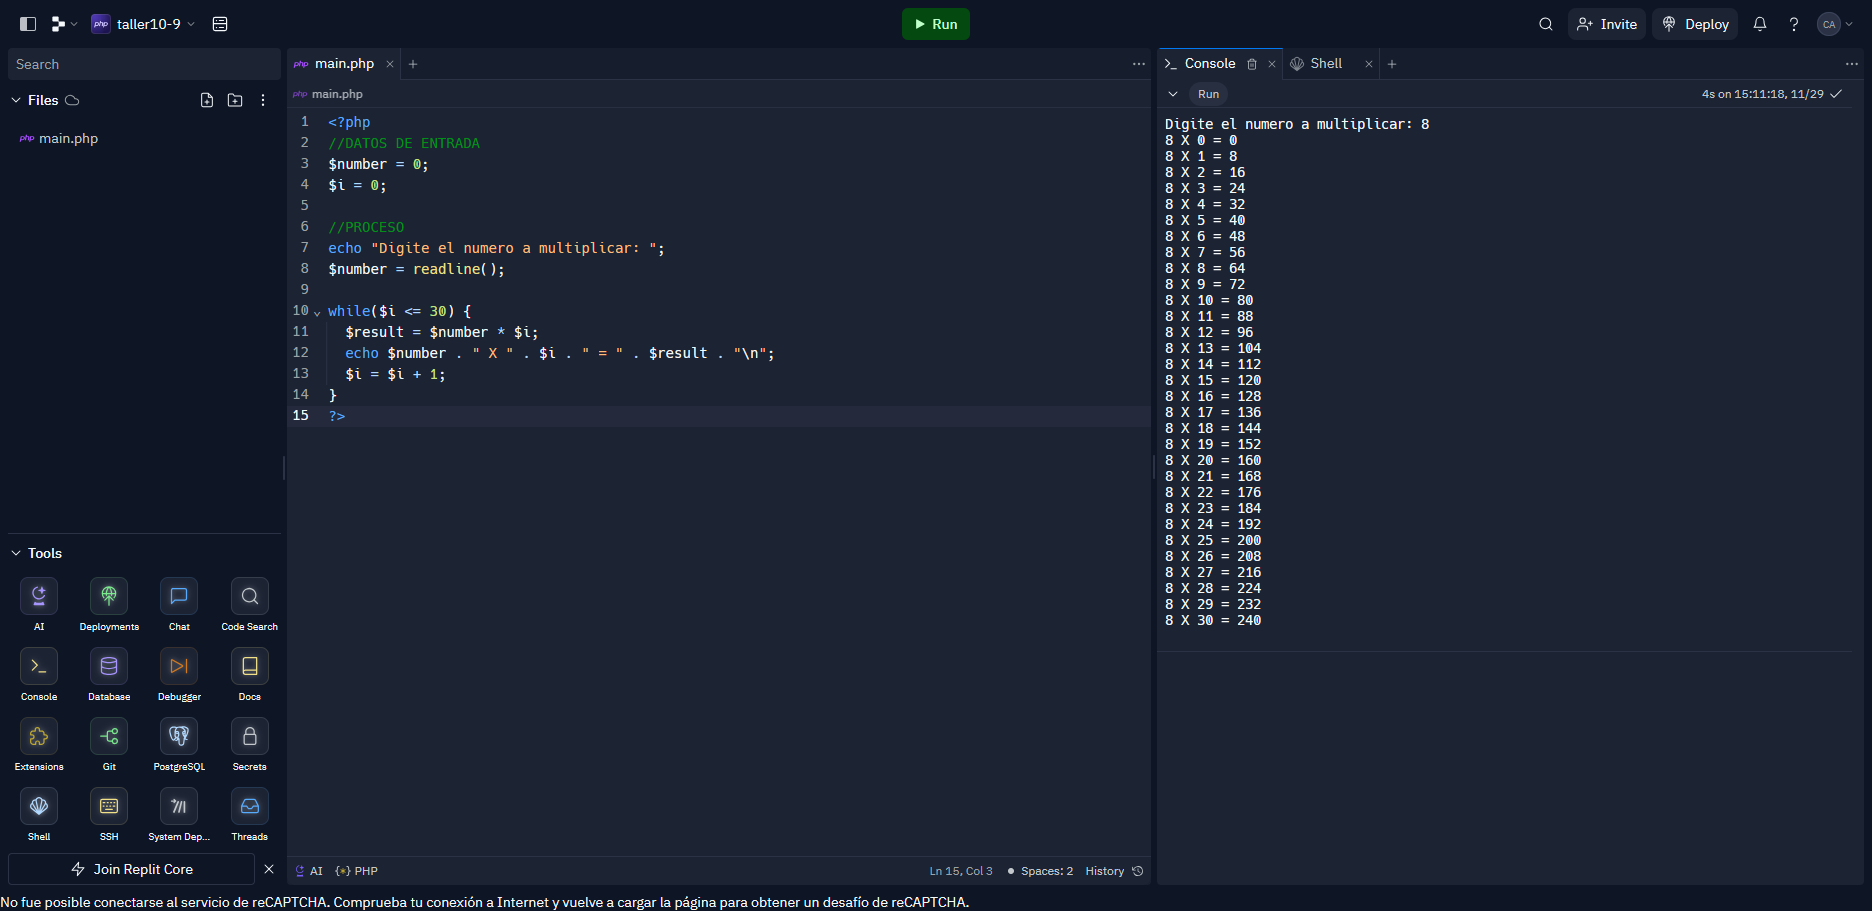 php taller10-9
Run
Invite
Deploy
CA
Search
Files
php main.php
php main.php
php main.php
1 <?php
2 //DATOS DE ENTRADA
3 $number = 0;
4 $i = 0;
5
6 //PROCESO
7 echo "Digite el numero a multiplicar: ";
8 $number = readline();
9
10 while($i <= 30) {
11 $result = $number * $i;
12 echo $number . " X " . $i . " = " . $result . "\n";
13 $i = $i + 1;
14 }
15 ?>
AI PHP
Ln 15, Col 3
Spaces: 2
History
Console
Shell
Run
4s on 15:11:18, 11/29
Digite el numero a multiplicar: 8
8 X 0 = 0
8 X 1 = 8
8 X 2 = 16
8 X 3 = 24
8 X 4 = 32
8 X 5 = 40
8 X 6 = 48
8 X 7 = 56
8 X 8 = 64
8 X 9 = 72
8 X 10 = 80
8 X 11 = 88
8 X 12 = 96
8 X 13 = 104
8 X 14 = 112
8 X 15 = 120
8 X 16 = 128
8 X 17 = 136
8 X 18 = 144
8 X 19 = 152
8 X 20 = 160
8 X 21 = 168
8 X 22 = 176
8 X 23 = 184
8 X 24 = 192
8 X 25 = 200
8 X 26 = 208
8 X 27 = 216
8 X 28 = 224
8 X 29 = 232
8 X 30 = 240
Tools
AI Deployments Chat Code Search
Console Database Debugger Docs
Extensions Git PostgreSQL Secrets
Shell SSH System Dep... Threads
Join Replit Core
No fue posible conectarse al servicio de reCAPTCHA. Comprueba tu conexión a Internet y vuelve a cargar la página para obtener un desafío de reCAPTCHA.